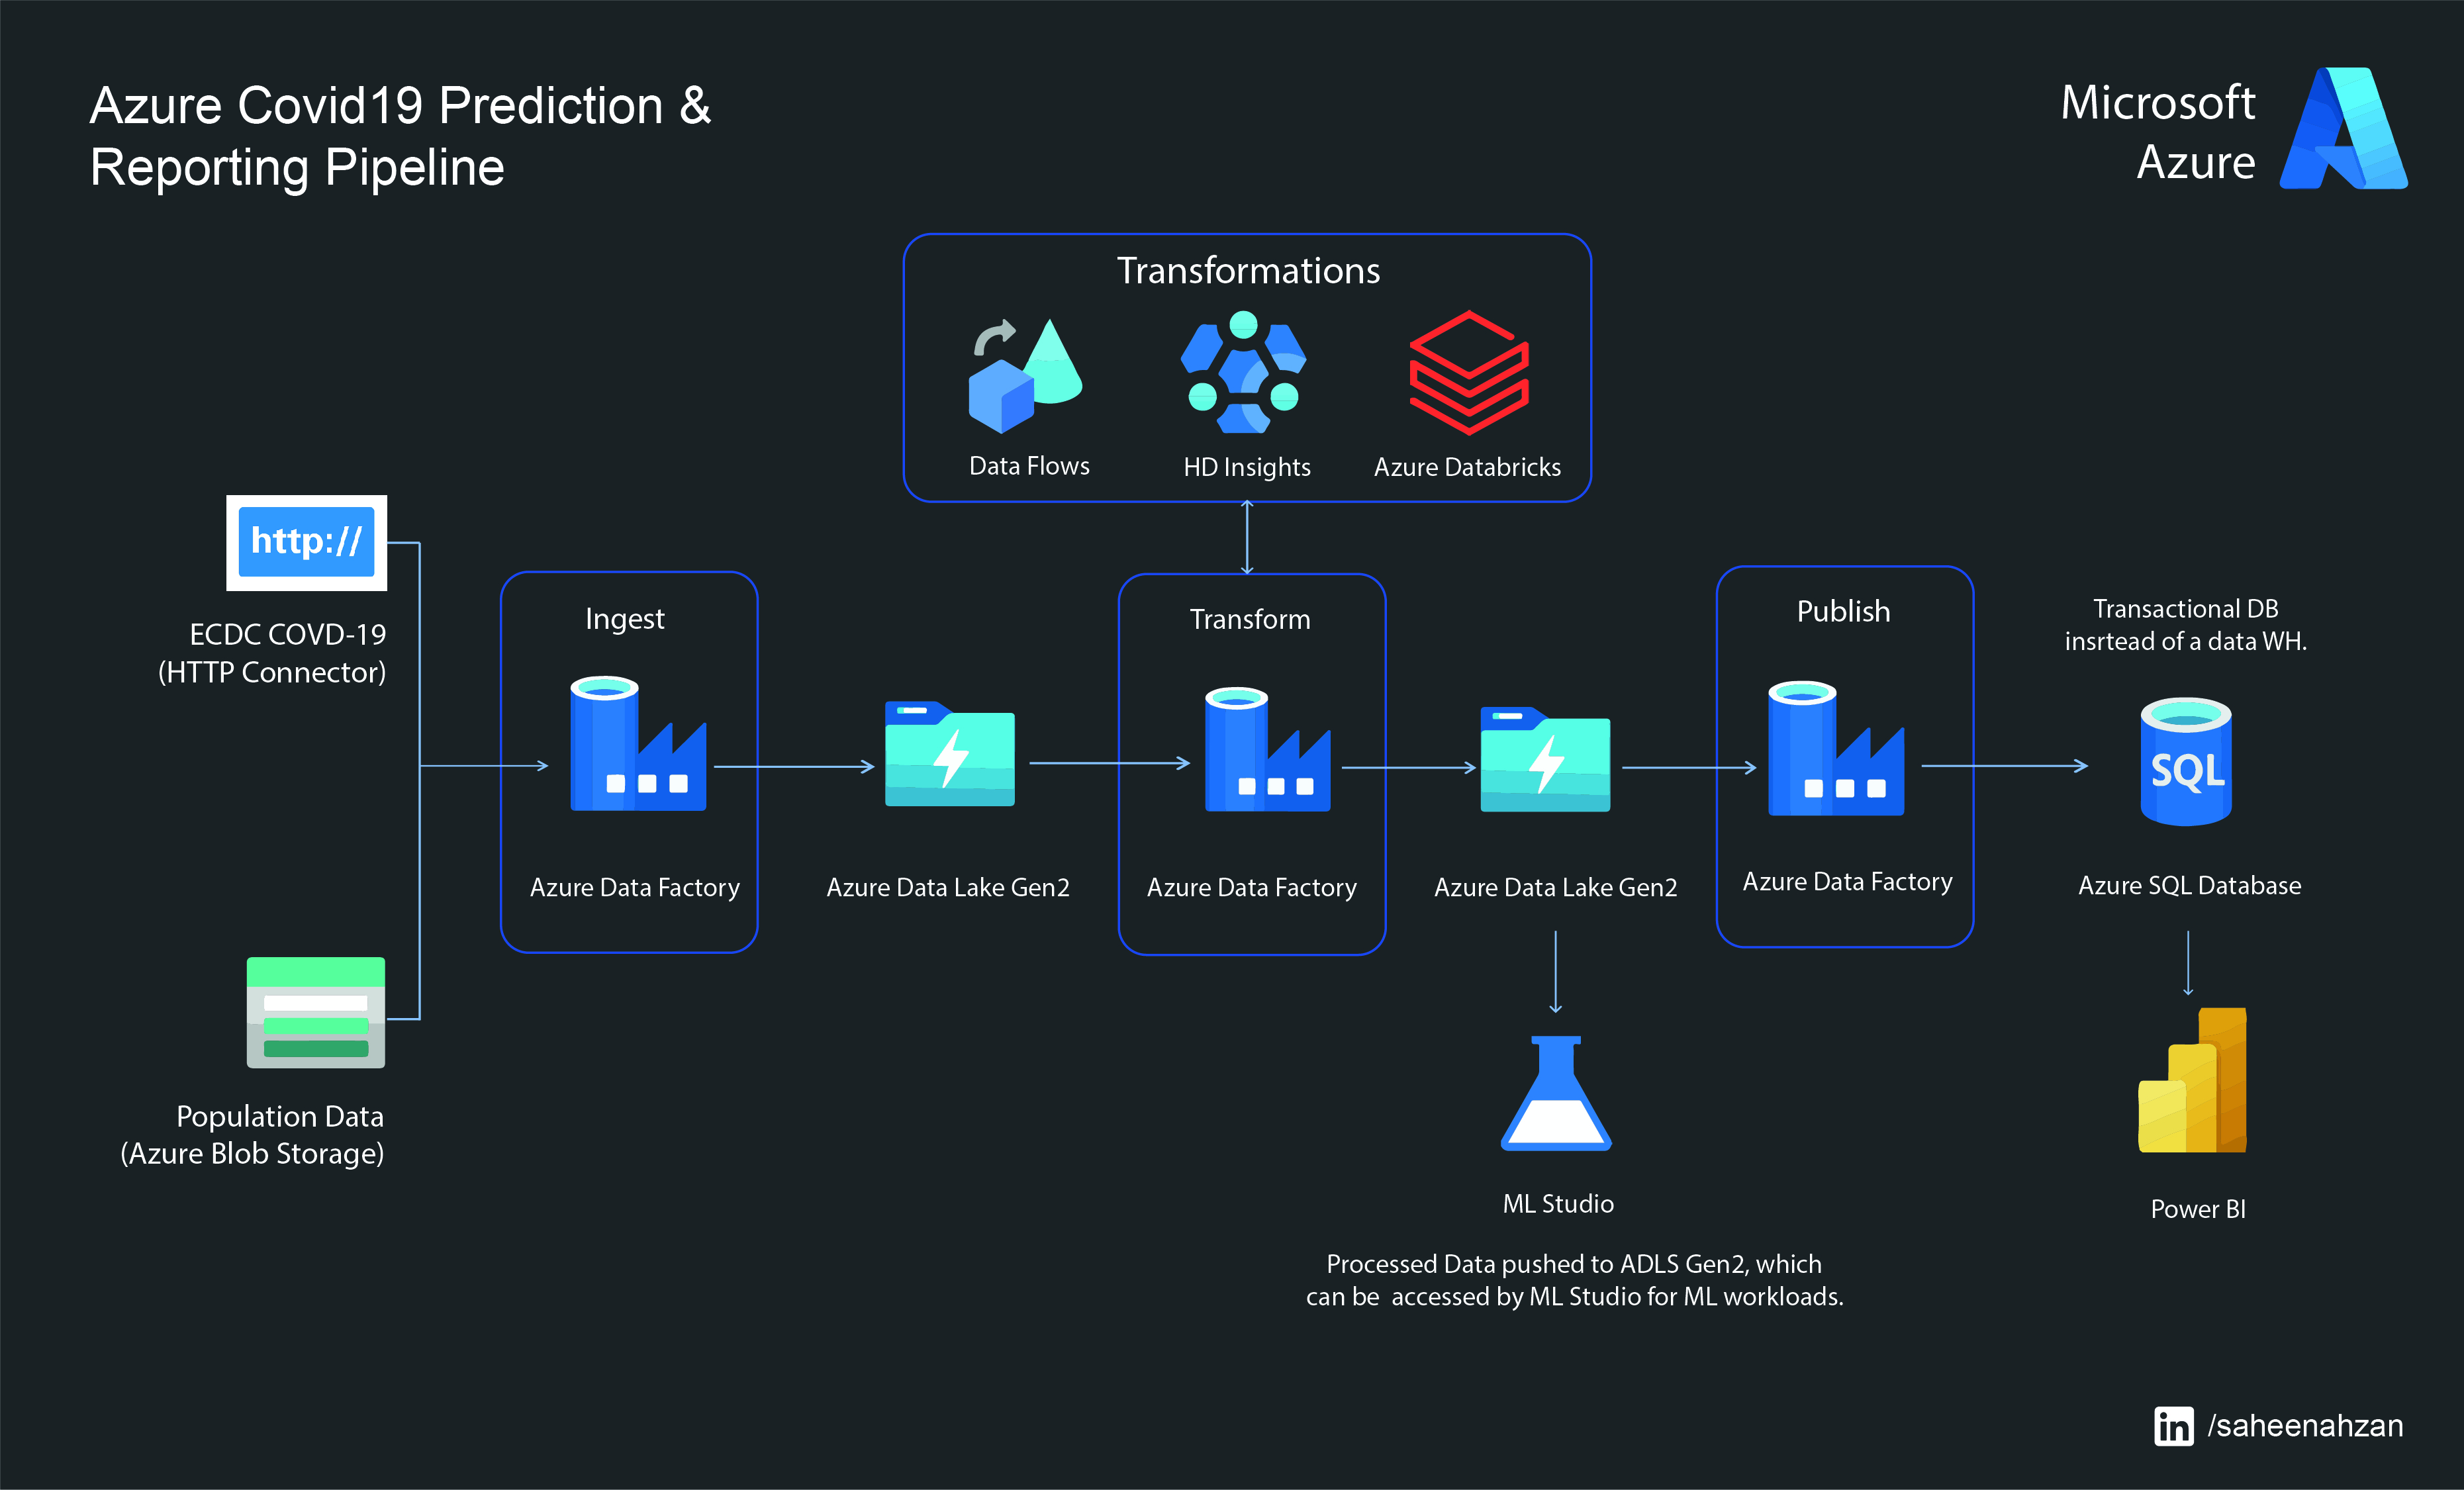 Azure Covid19 Prediction &
Reporting Pipeline
Microsoft
Azure
Transformations
Data Flows
HD Insights
Azure Databricks
http://
ECDC COVD-19
(HTTP Connector)
Ingest
Azure Data Factory
Azure Data Lake Gen2
Transform
Azure Data Factory
Azure Data Lake Gen2
Publish
Azure Data Factory
Transactional DB
insrtead of a data WH.
SQL
Azure SQL Database
Population Data
(Azure Blob Storage)
ML Studio
Processed Data pushed to ADLS Gen2, which
can be accessed by ML Studio for ML workloads.
Power BI
in /saheenahzan